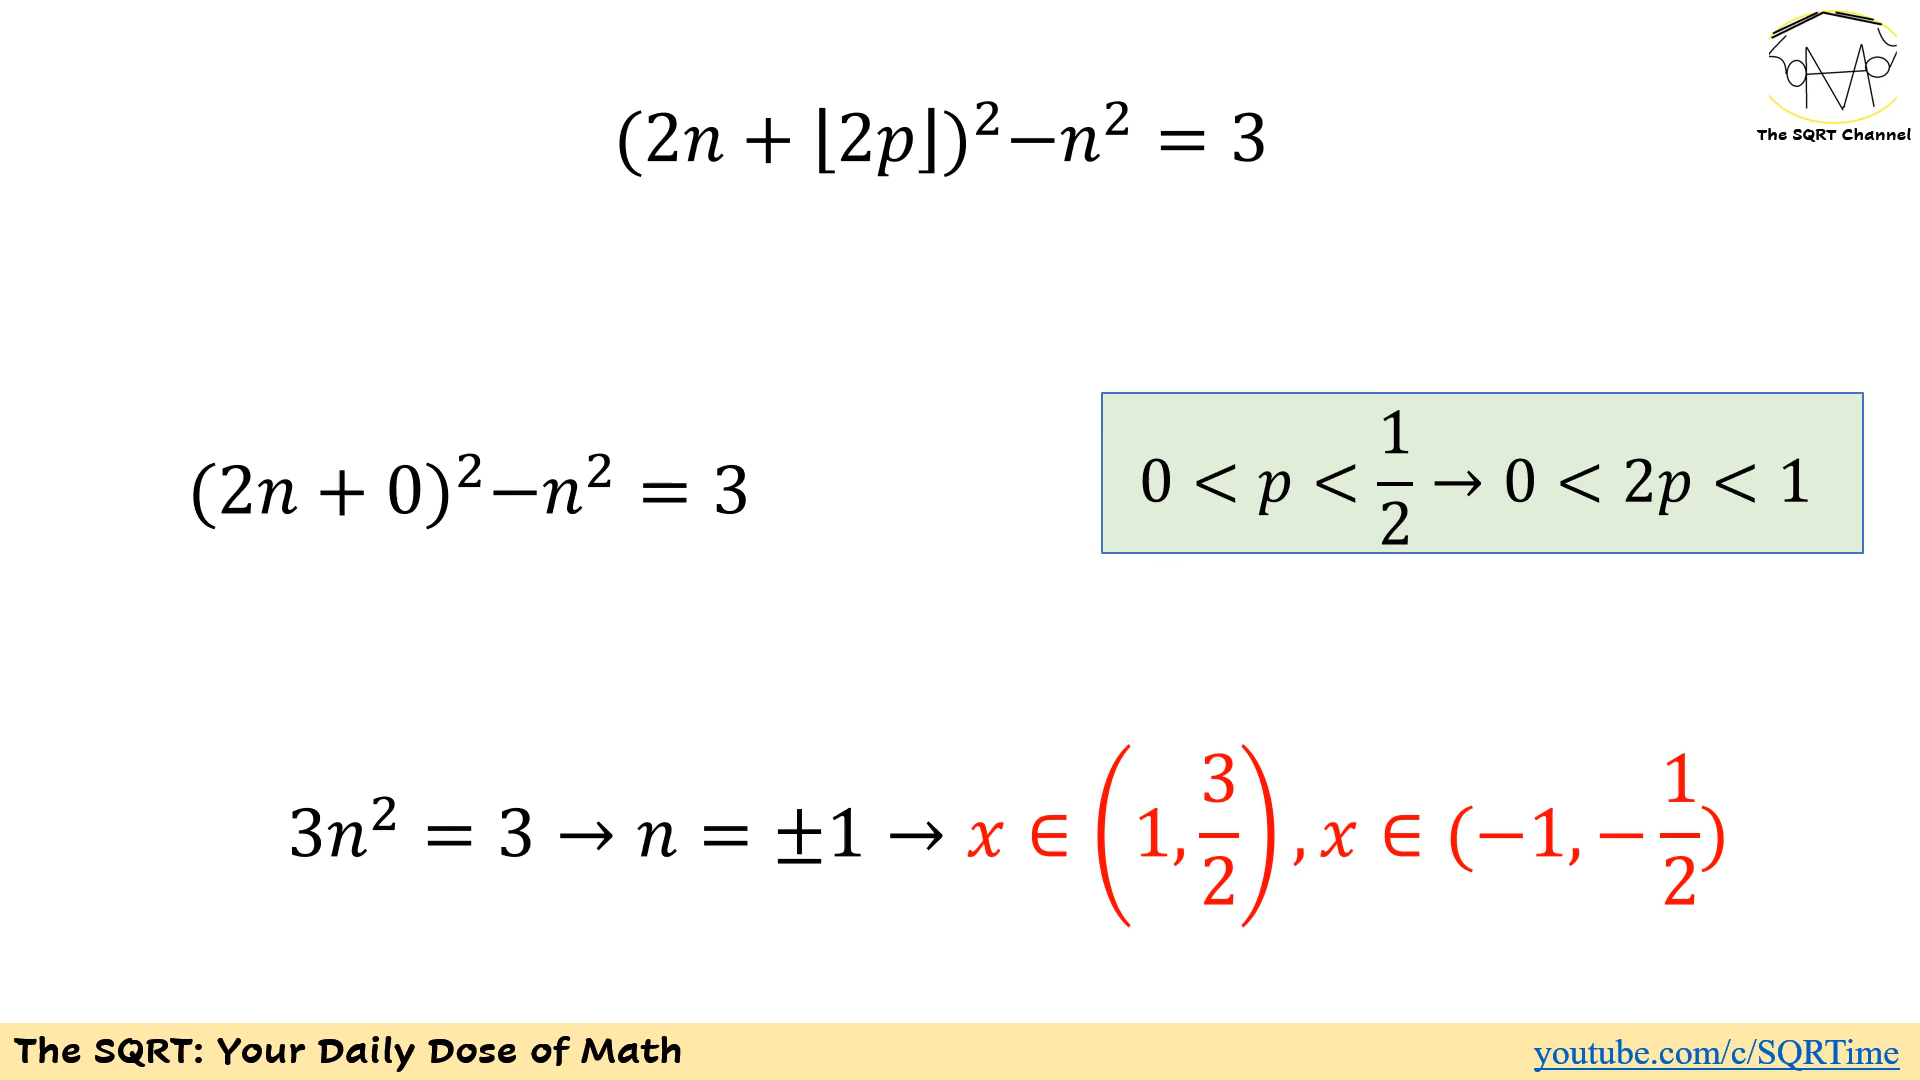 The SQRT Channel
(2n + ⌊2p⌋)²−n² = 3
(2n + 0)²−n² = 3
0 < p < 1/2 → 0 < 2p < 1
3n² = 3 → n = ±1 → x ∈ (1, 3/2), x ∈ (−1, −1/2)
The SQRT: Your Daily Dose of Math
youtube.com/c/SQRTime